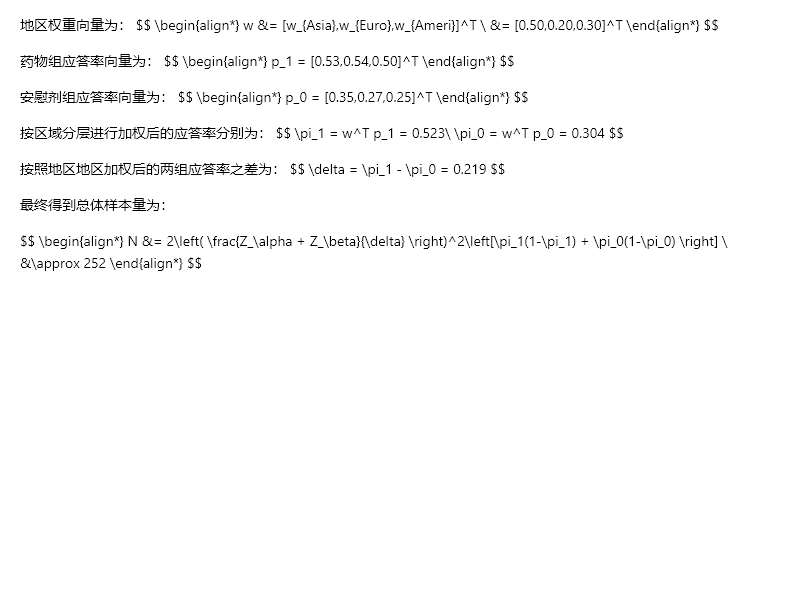 地区权重向量为： $$ \begin{align*} w &= [w_{Asia},w_{Euro},w_{Ameri}]^T \ &= [0.50,0.20,0.30]^T \end{align*} $$
药物组应答率向量为： $$ \begin{align*} p_1 = [0.53,0.54,0.50]^T \end{align*} $$
安慰剂组应答率向量为： $$ \begin{align*} p_0 = [0.35,0.27,0.25]^T \end{align*} $$
按区域分层进行加权后的应答率分别为： $$ \pi_1 = w^T p_1 = 0.523\ \pi_0 = w^T p_0 = 0.304 $$
按照地区地区加权后的两组应答率之差为： $$ \delta = \pi_1 - \pi_0 = 0.219 $$
最终得到总体样本量为：
$$ \begin{align*} N &= 2\left( \frac{Z_\alpha + Z_\beta}{\delta} \right)^2\left[\pi_1(1-\pi_1) + \pi_0(1-\pi_0) \right] \
&\approx 252 \end{align*} $$